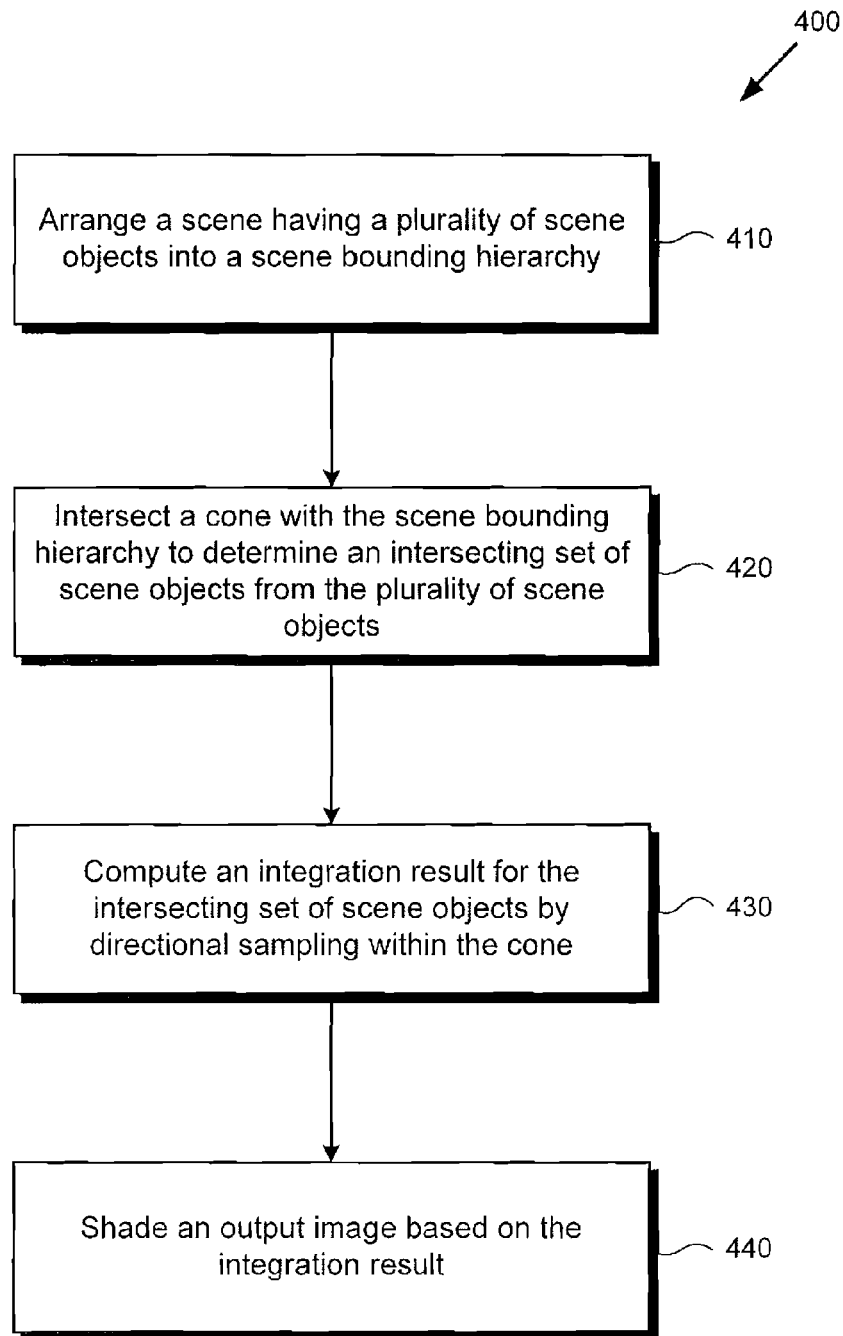 400
Arrange a scene having a plurality of scene
objects into a scene bounding hierarchy
410
Intersect a cone with the scene bounding
hierarchy to determine an intersecting set of
scene objects from the plurality of scene
objects
420
Compute an integration result for the
intersecting set of scene objects by
directional sampling within the cone
430
Shade an output image based on the
integration result
440